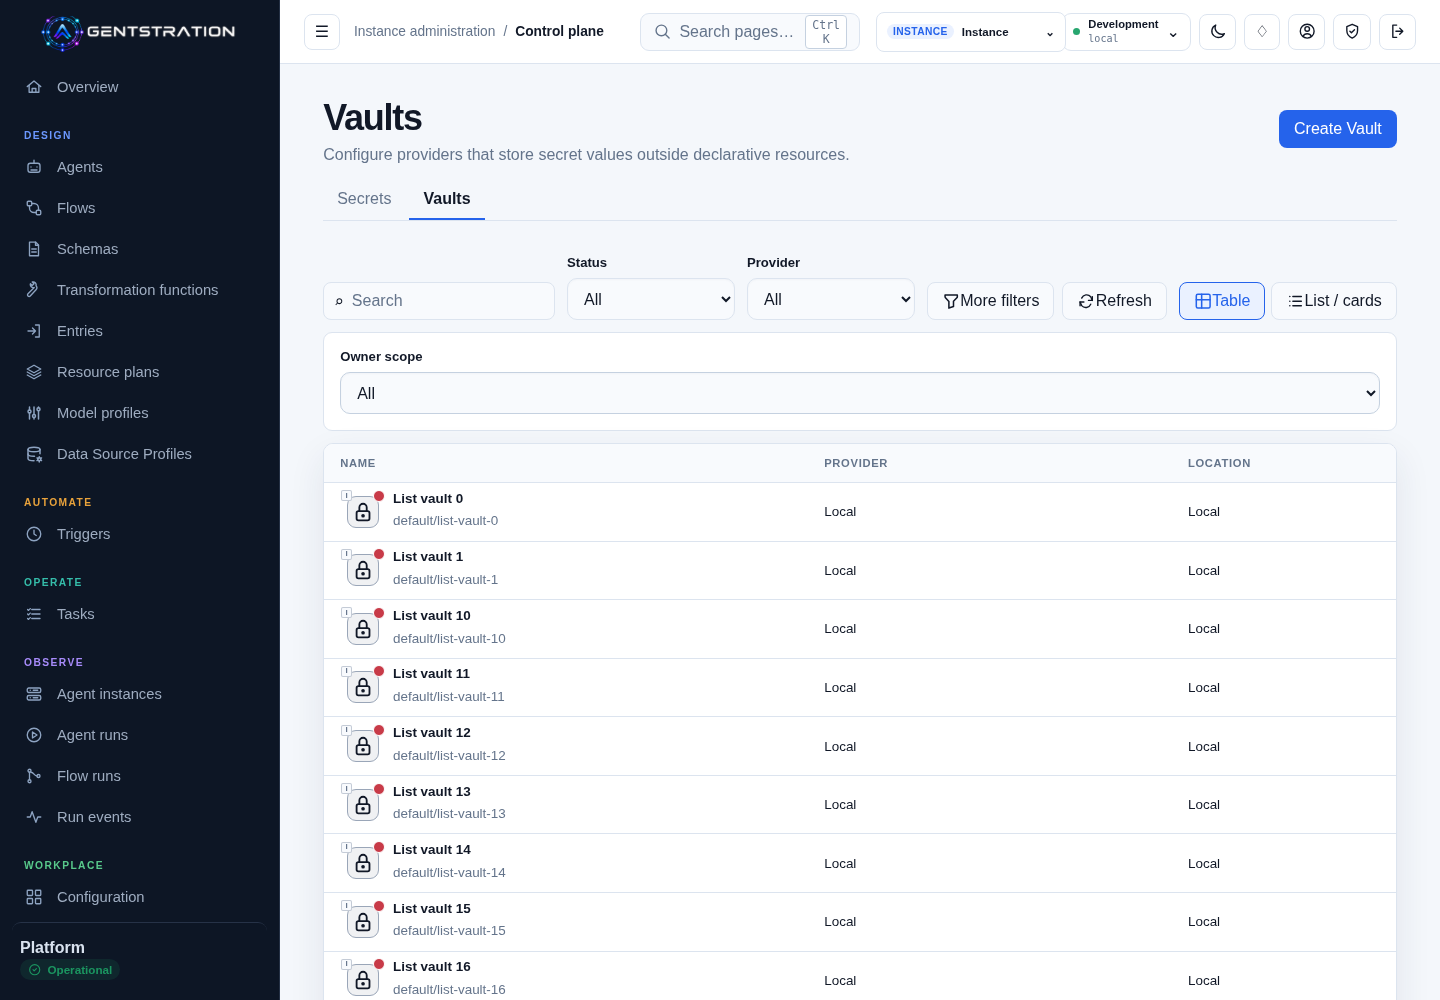 GENTSTRATION
Overview
DESIGN
Agents
Flows
Schemas
Transformation functions
Entries
Resource plans
Model profiles
Data Source Profiles
AUTOMATE
Triggers
OPERATE
Tasks
OBSERVE
Agent instances
Agent runs
Flow runs
Run events
WORKPLACE
Configuration
Platform
Operational
Instance administration / Control plane
Search pages…
Ctrl K
INSTANCE Instance
Development
local
Vaults
Configure providers that store secret values outside declarative resources.
Create Vault
Secrets
Vaults
Search
Status
All
Provider
All
More filters
Refresh
Table
List / cards
Owner scope
All
NAME PROVIDER LOCATION
I
List vault 0
default/list-vault-0
Local
Local
I
List vault 1
default/list-vault-1
Local
Local
I
List vault 10
default/list-vault-10
Local
Local
I
List vault 11
default/list-vault-11
Local
Local
I
List vault 12
default/list-vault-12
Local
Local
I
List vault 13
default/list-vault-13
Local
Local
I
List vault 14
default/list-vault-14
Local
Local
I
List vault 15
default/list-vault-15
Local
Local
I
List vault 16
default/list-vault-16
Local
Local